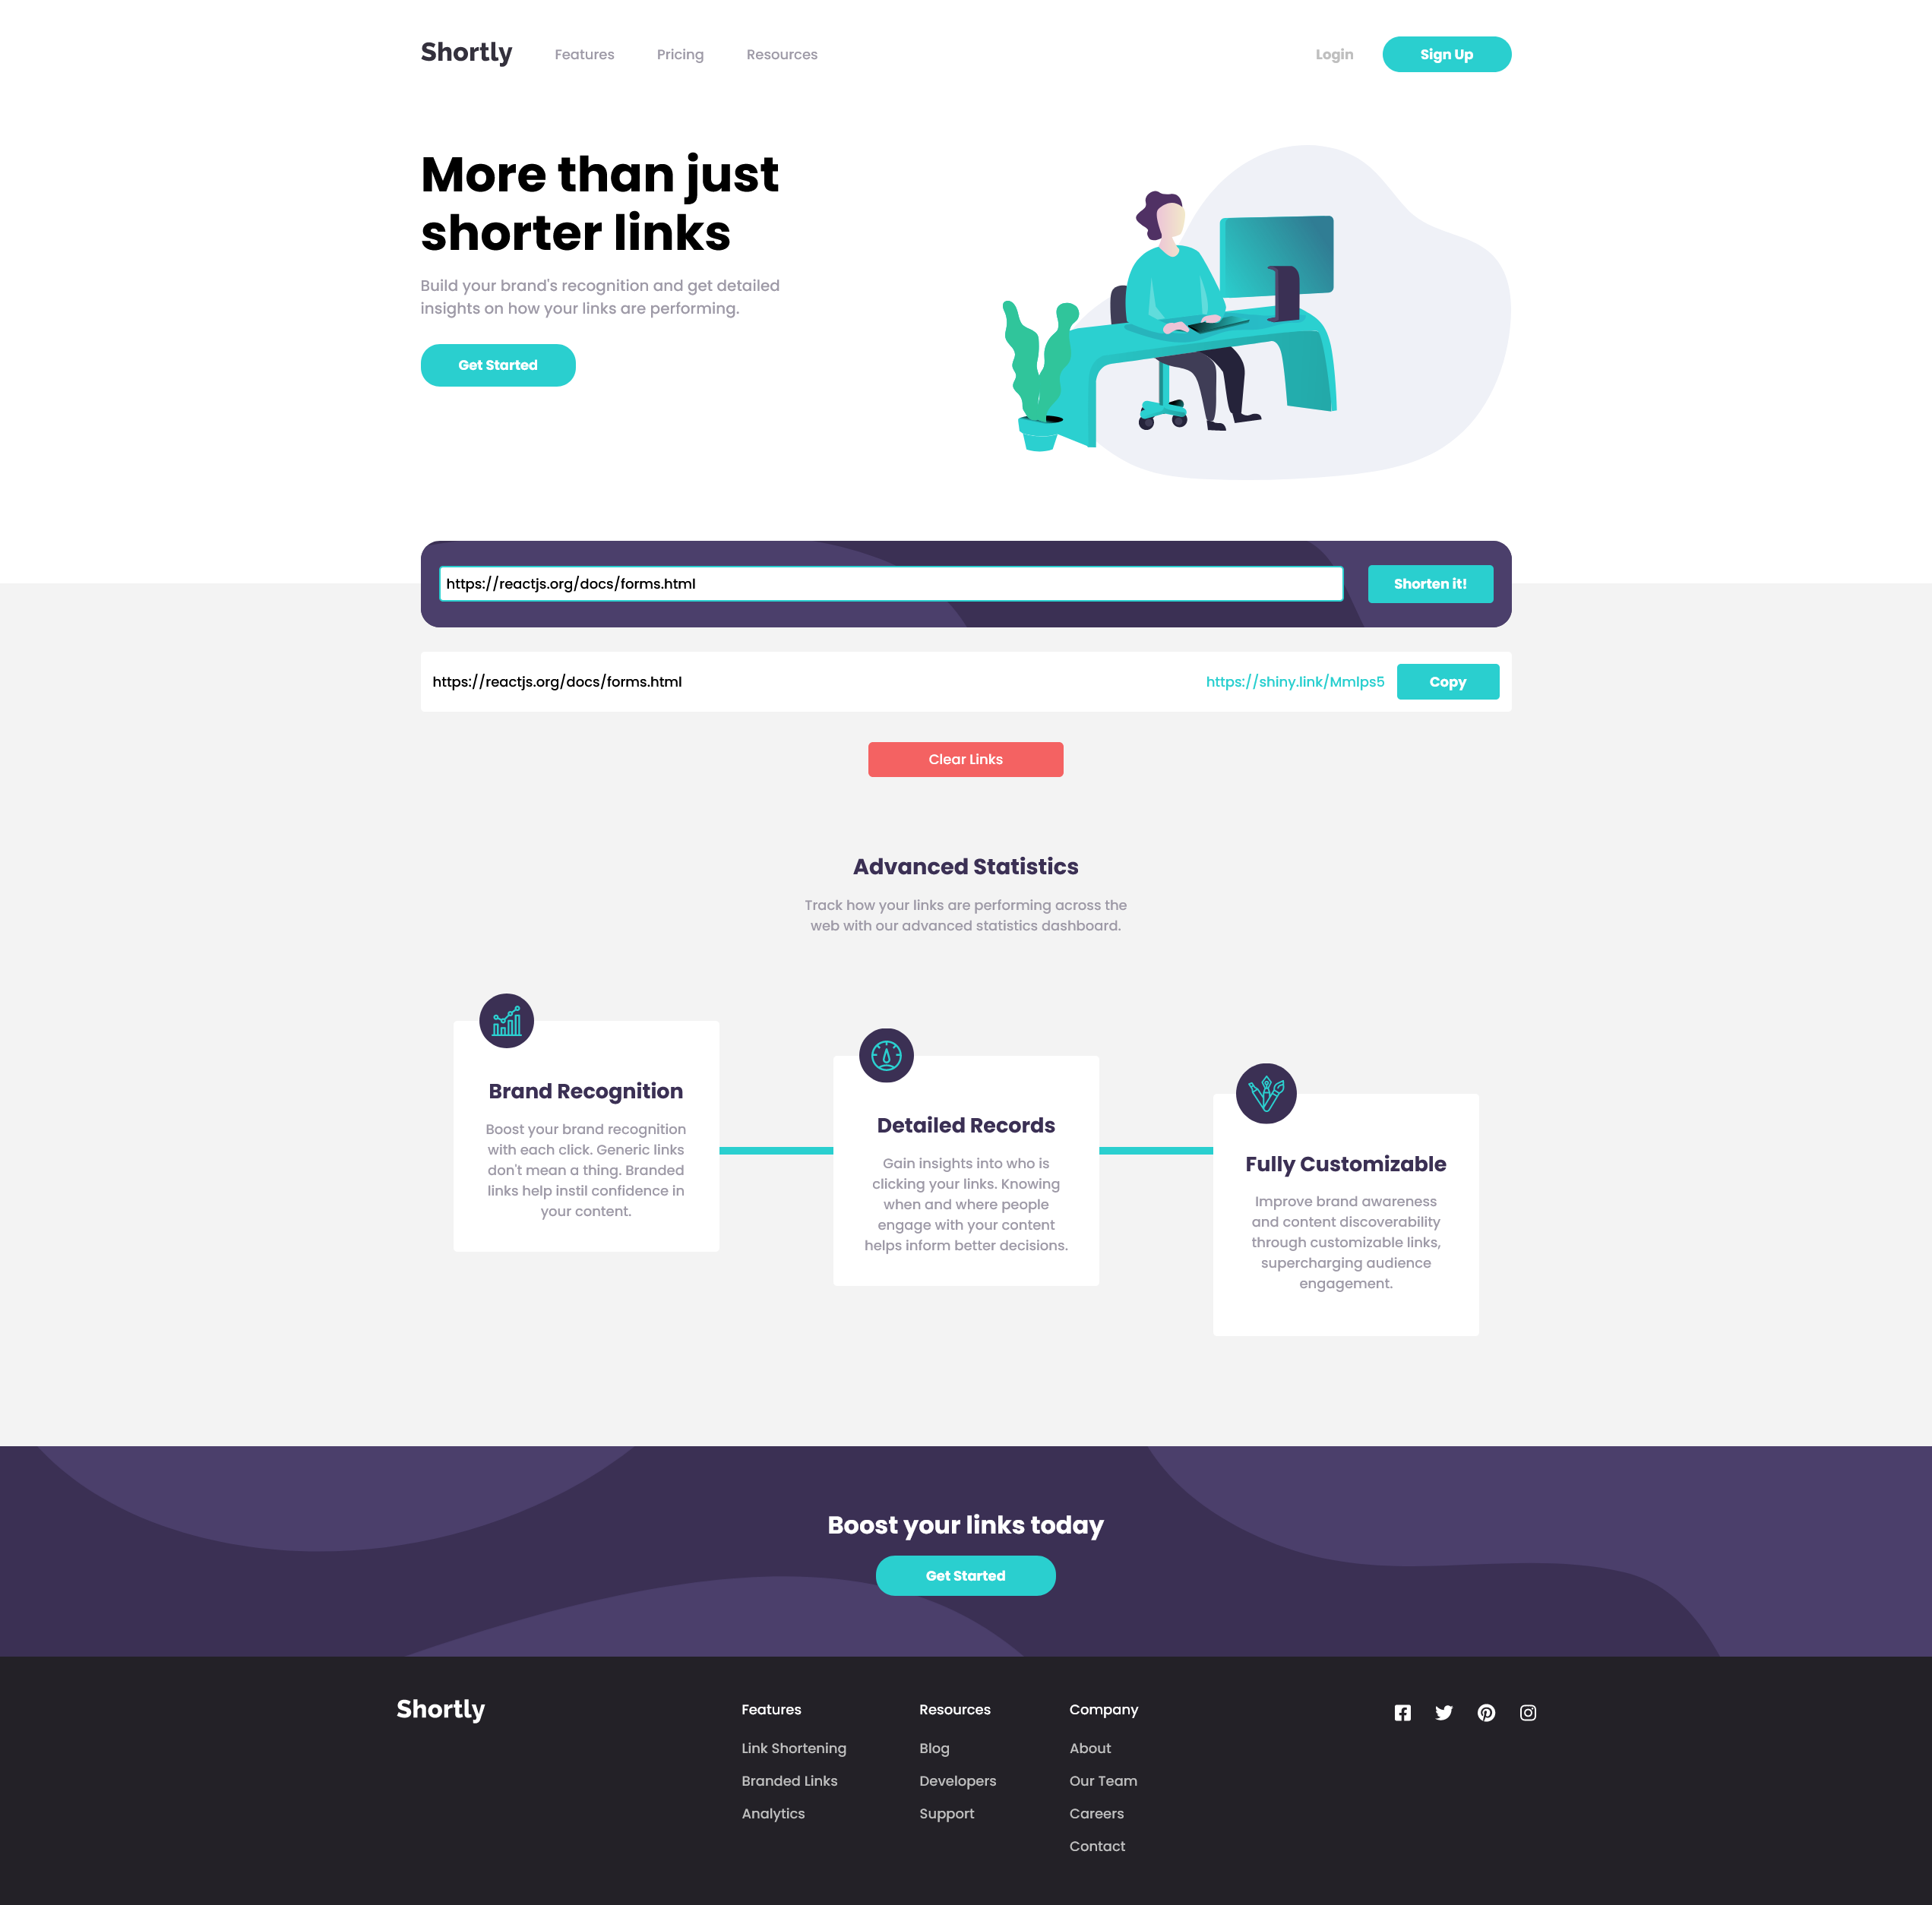 Shortly
Features
Pricing
Resources
Login
Sign Up
More than just
shorter links
Build your brand's recognition and get detailed
insights on how your links are performing.
Get Started
https://reactjs.org/docs/forms.html
Shorten it!
https://reactjs.org/docs/forms.html
https://shiny.link/Mmlps5
Copy
Clear Links
Advanced Statistics
Track how your links are performing across the
web with our advanced statistics dashboard.
Brand Recognition
Boost your brand recognition
with each click. Generic links
don't mean a thing. Branded
links help instil confidence in
your content.
Detailed Records
Gain insights into who is
clicking your links. Knowing
when and where people
engage with your content
helps inform better decisions.
Fully Customizable
Improve brand awareness
and content discoverability
through customizable links,
supercharging audience
engagement.
Boost your links today
Get Started
Shortly
Features
Link Shortening
Branded Links
Analytics
Resources
Blog
Developers
Support
Company
About
Our Team
Careers
Contact